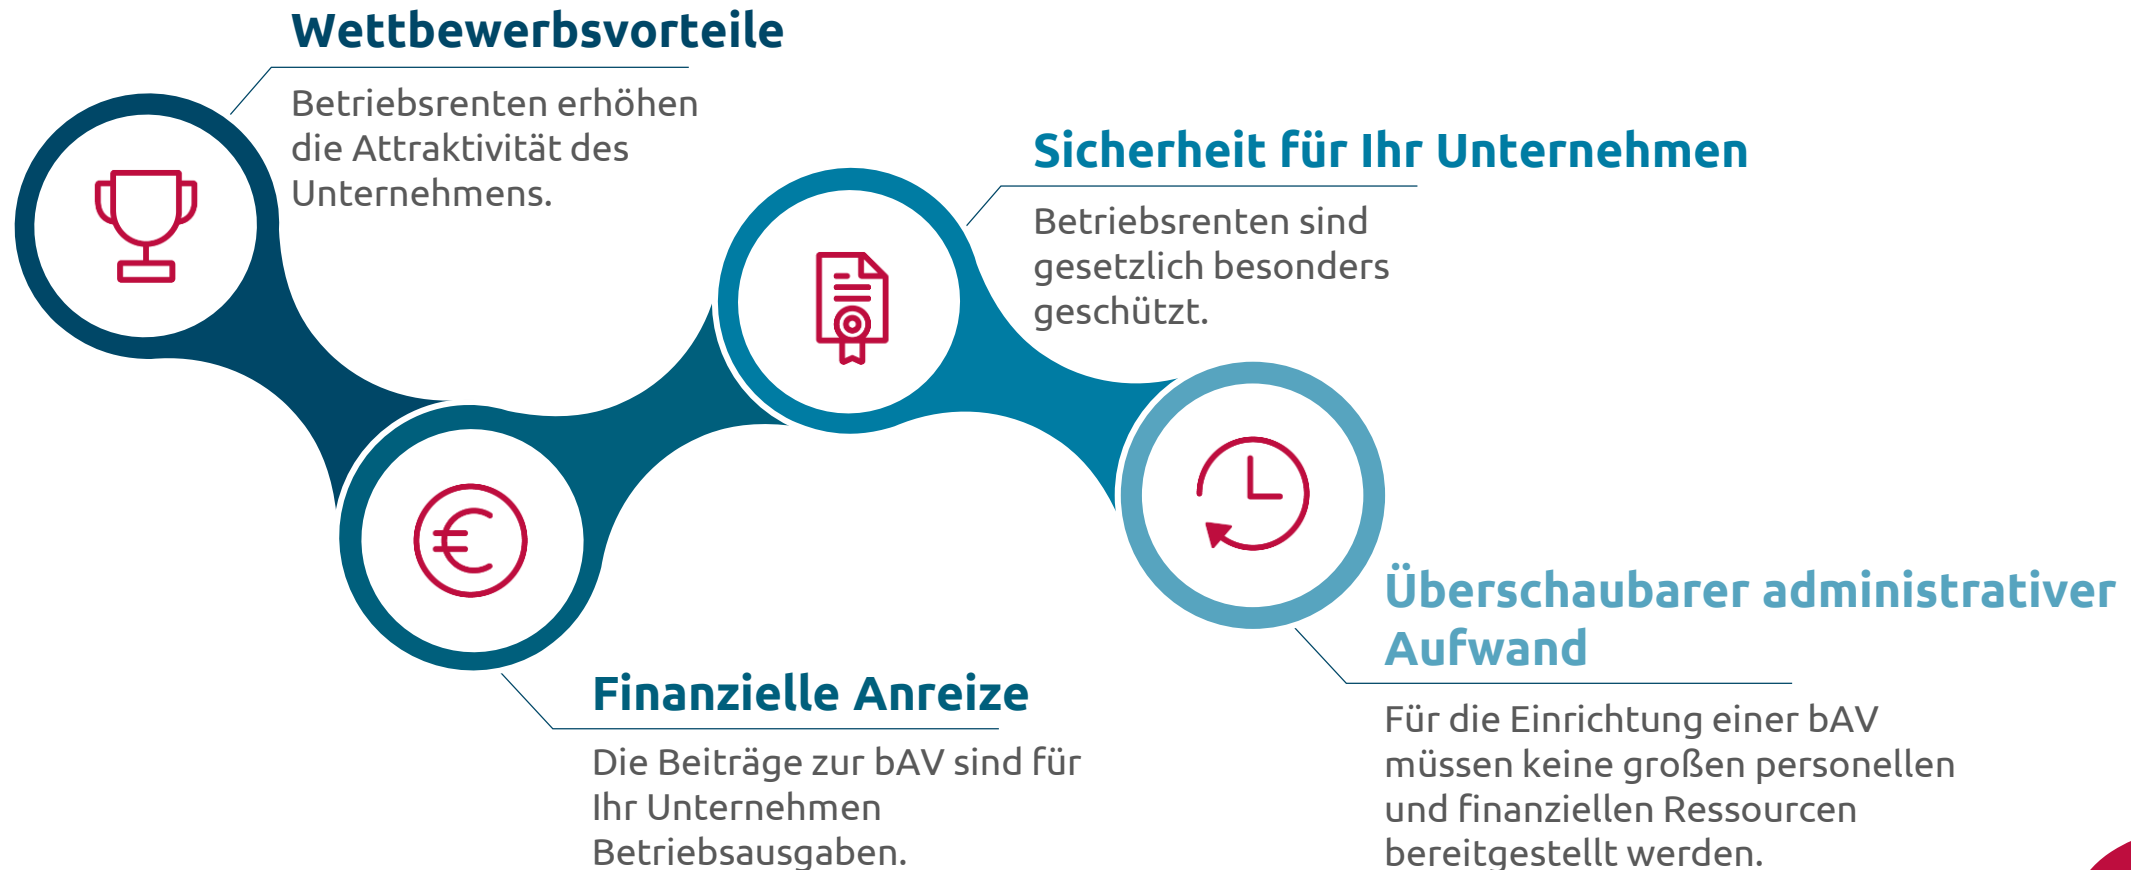 Wettbewerbsvorteile
Betriebsrenten erhöhen
die Attraktivität des
Unternehmens.
Sicherheit für Ihr Unternehmen
Betriebsrenten sind
gesetzlich besonders
geschützt.
Finanzielle Anreize
Die Beiträge zur bAV sind für
Ihr Unternehmen
Betriebsausgaben.
Überschaubarer administrativer
Aufwand
Für die Einrichtung einer bAV
müssen keine großen personellen
und finanziellen Ressourcen
bereitgestellt werden.